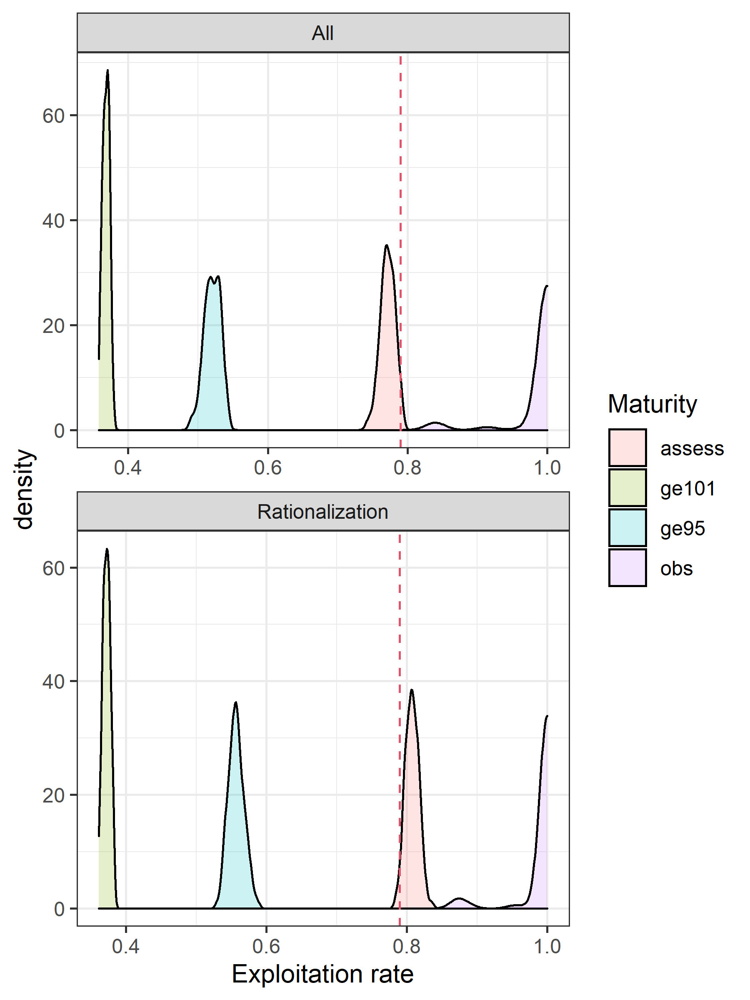 All
60
40
20
0
0.4 0.6 0.8 1.0
density
Rationalization
60
40
20
0
0.4 0.6 0.8 1.0
Exploitation rate
Maturity
assess
ge101
ge95
obs